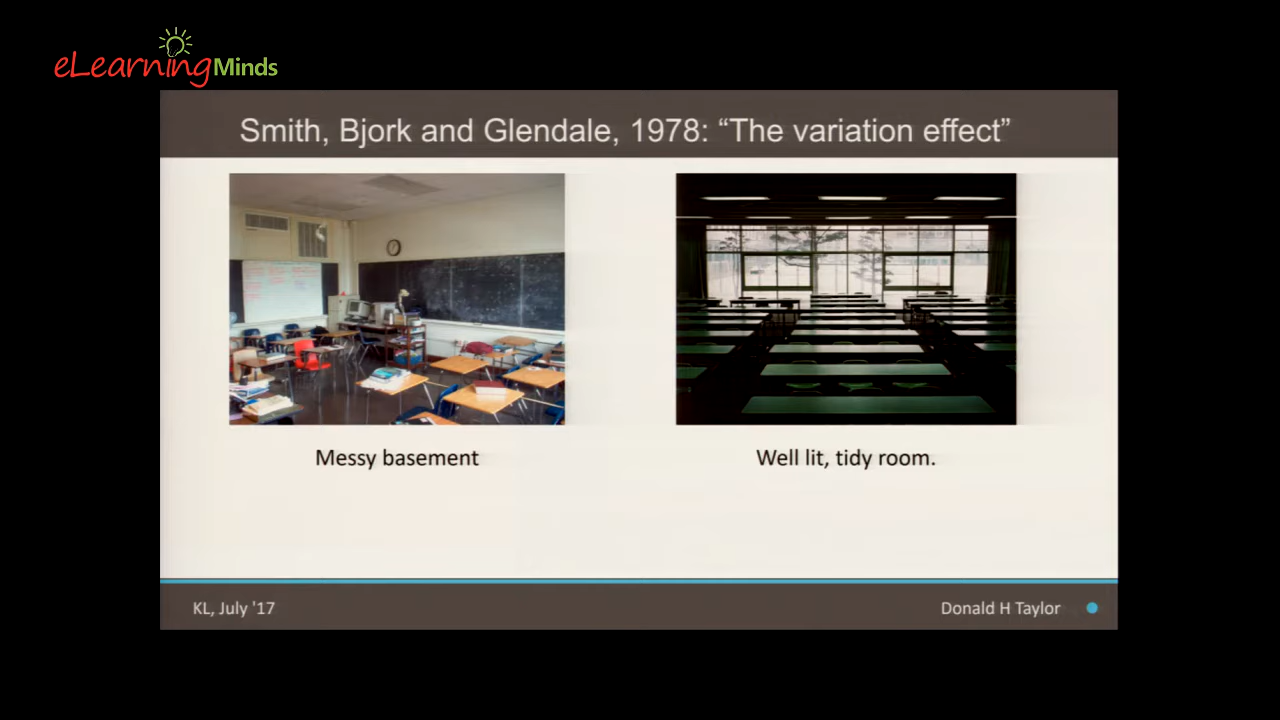 eLearningMinds
Smith, Bjork and Glendale, 1978: “The variation effect”
Messy basement
Well lit, tidy room.
KL, July '17
Donald H Taylor